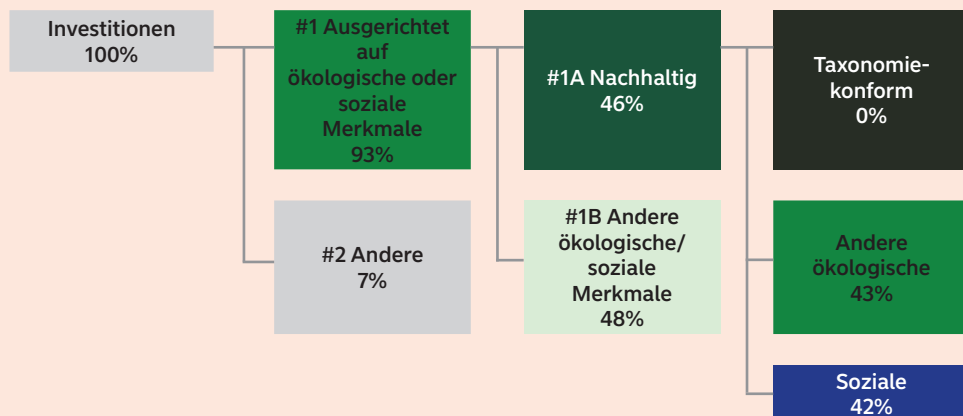 Investitionen
100%
#1 Ausgerichtet
auf
ökologische oder
soziale
Merkmale
93%
#1A Nachhaltig
46%
Taxonomie-
konform
0%
#2 Andere
7%
#1B Andere
ökologische/
soziale
Merkmale
48%
Andere
ökologische
43%
Soziale
42%